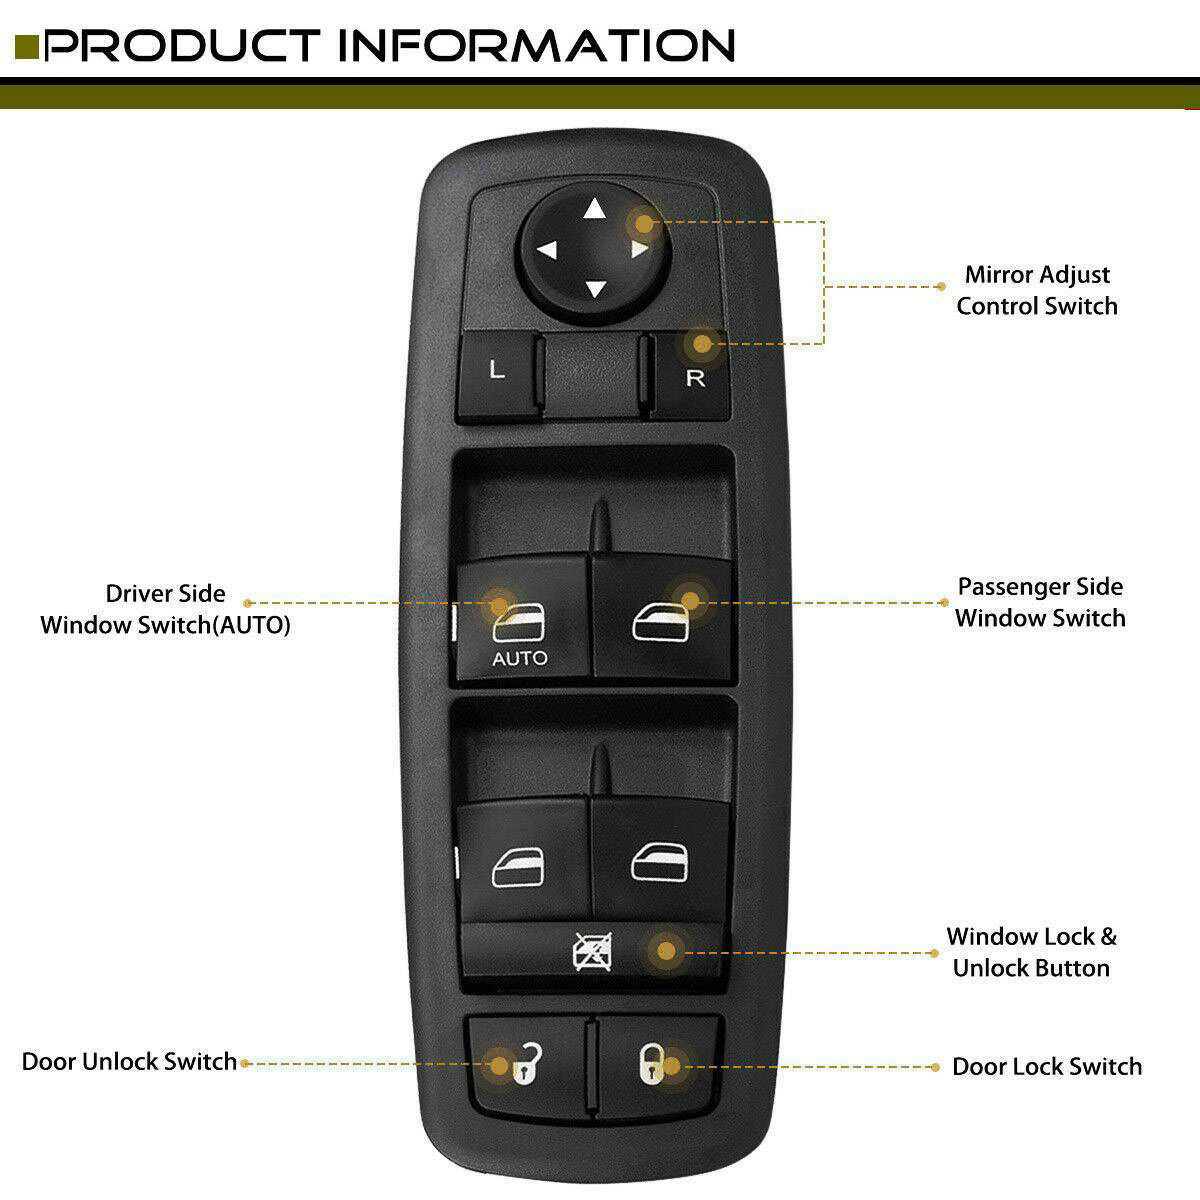 PRODUCT INFORMATION
Mirror Adjust
Control Switch
L
R
Driver Side
Window Switch(AUTO)
Passenger Side
Window Switch
AUTO
Window Lock &
Unlock Button
Door Unlock Switch
Door Lock Switch